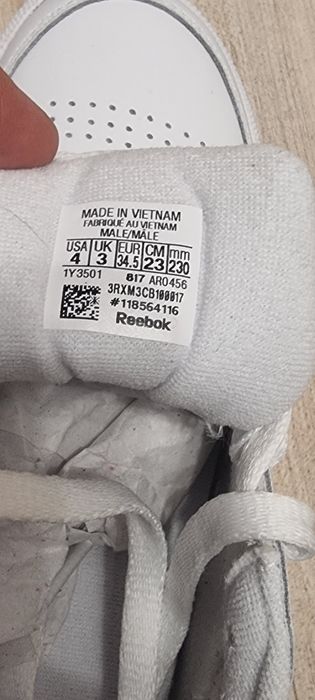 MADE IN VIETNAM
FABRIQUÉ AU VIETNAM
MALE/MÂLE
USA UK EUR CM mm
4 3 34.5 23 230
1Y3501 817 AR0456
3RXM3CB100817
#118564116
Reebok